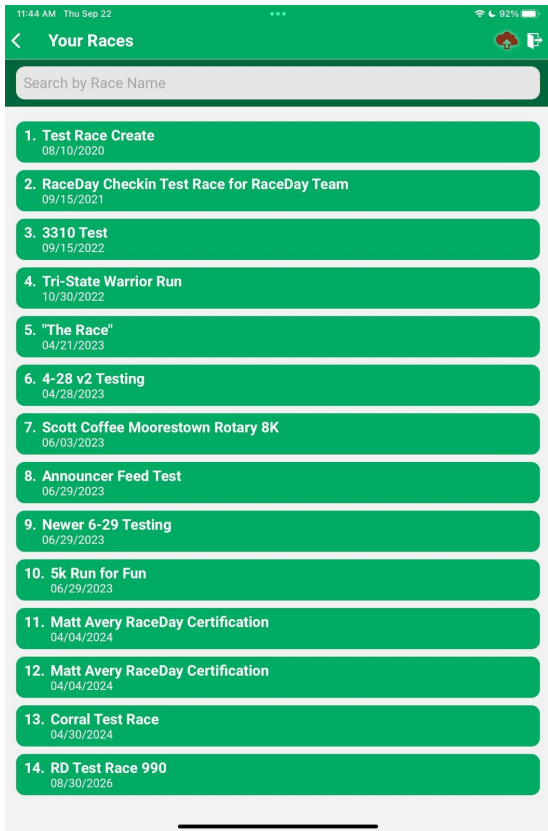 11:44 AM Thu Sep 22
92%
Your Races
Search by Race Name
1. Test Race Create
08/10/2020
2. RaceDay Checkin Test Race for RaceDay Team
09/15/2021
3. 3310 Test
09/15/2022
4. Tri-State Warrior Run
10/30/2022
5. "The Race"
04/21/2023
6. 4-28 v2 Testing
04/28/2023
7. Scott Coffee Moorestown Rotary 8K
06/03/2023
8. Announcer Feed Test
06/29/2023
9. Newer 6-29 Testing
06/29/2023
10. 5k Run for Fun
06/29/2023
11. Matt Avery RaceDay Certification
04/04/2024
12. Matt Avery RaceDay Certification
04/04/2024
13. Corral Test Race
04/30/2024
14. RD Test Race 990
08/30/2026